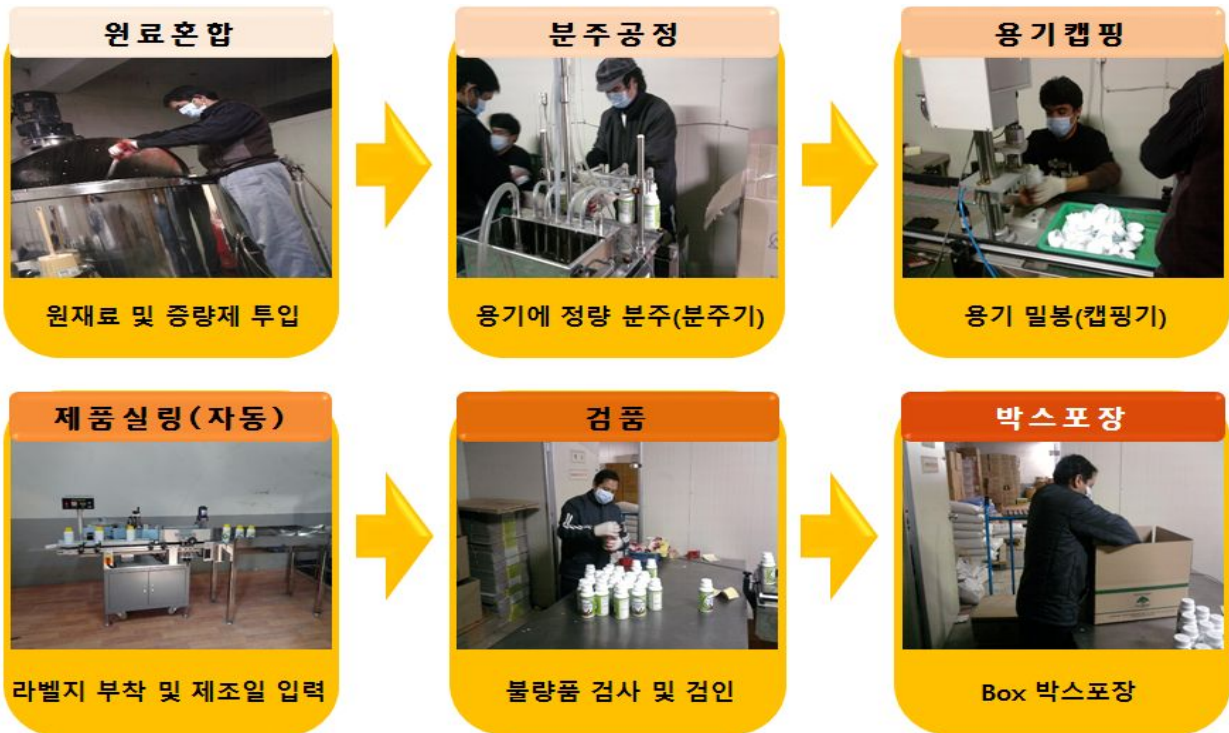 원료혼합
분주공정
용기캡핑
원재료 및 증량제 투입
용기에 정량 분주(분주기)
용기 밀봉(캡핑기)
제품실링(자동)
검품
박스포장
라벨지 부착 및 제조일 입력
불량품 검사 및 검인
Box 박스포장